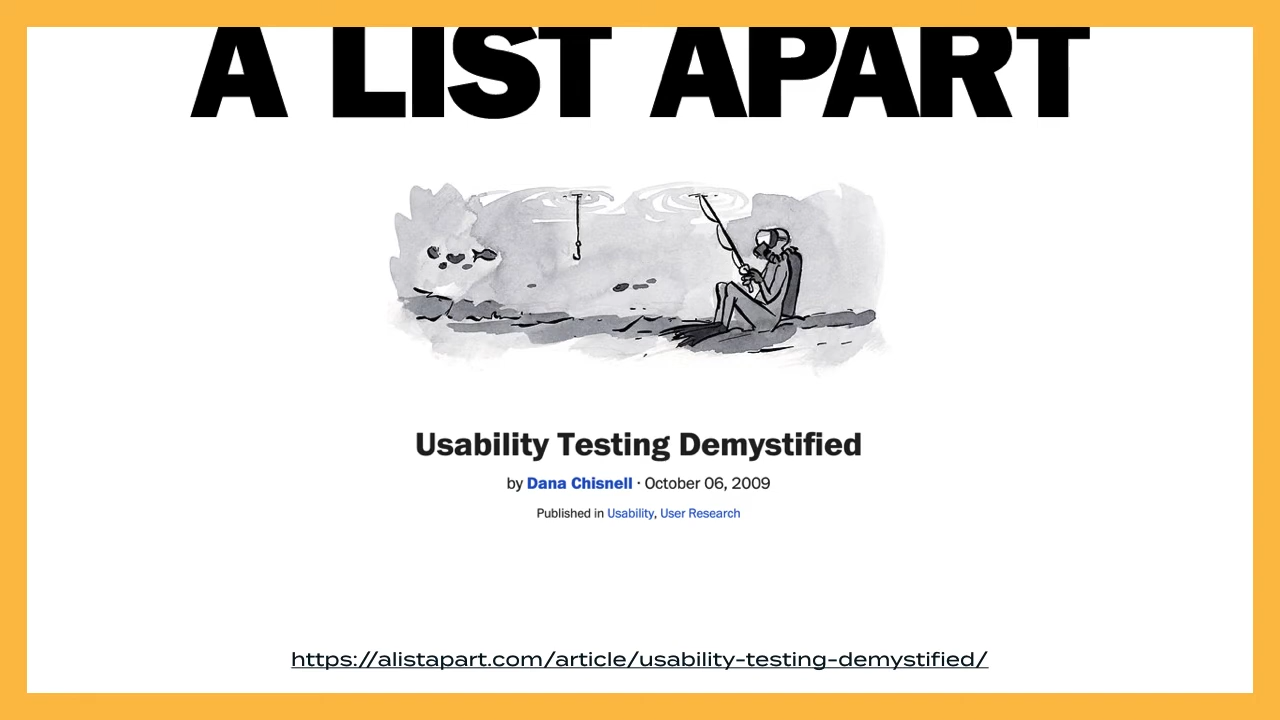 A LIST APART
Usability Testing Demystified
by Dana Chisnell · October 06, 2009
Published in Usability, User Research
https://alistapart.com/article/usability-testing-demystified/